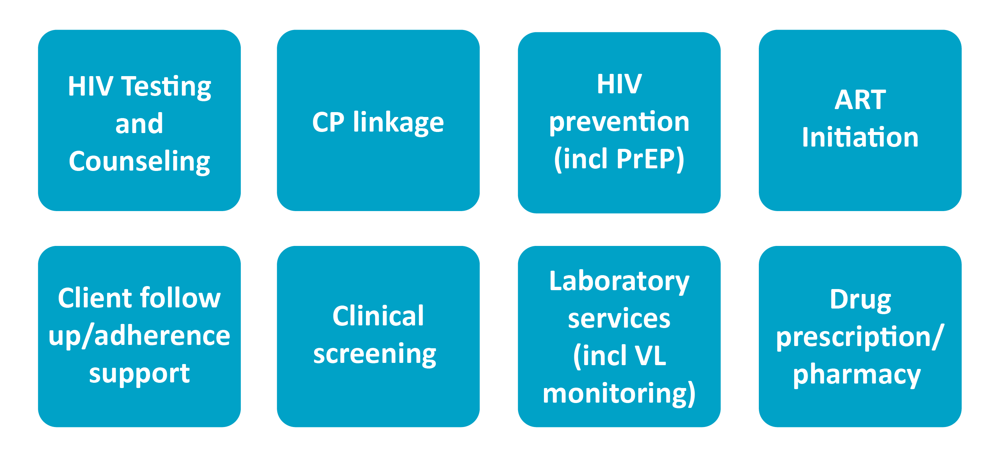 HIV Testing
and
Counseling
CP linkage
HIV
prevention
(incl PrEP)
ART
Initiation
Client follow
up/adherence
support
Clinical
screening
Laboratory
services
(incl VL
monitoring)
Drug
prescription/
pharmacy